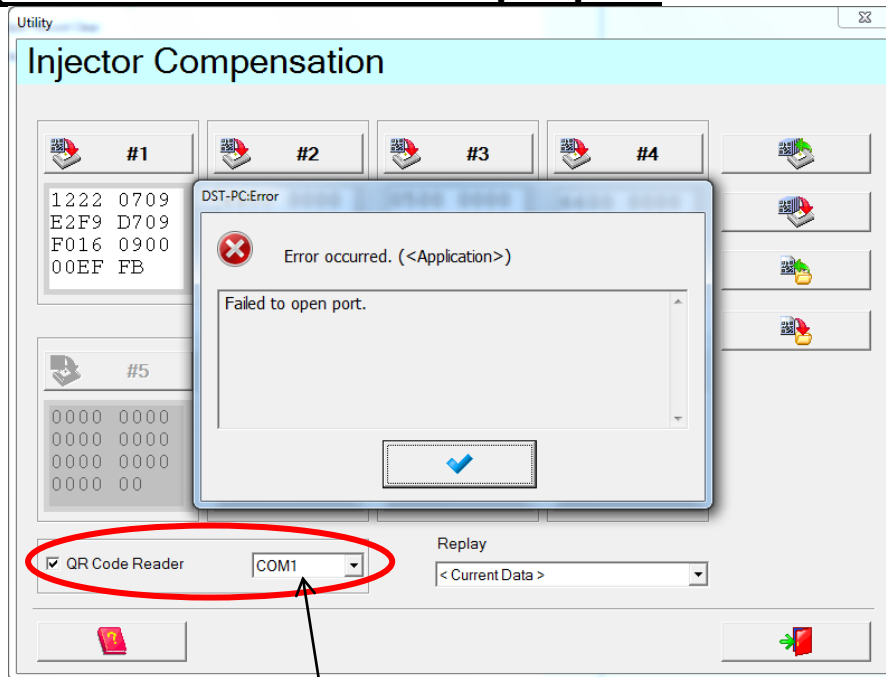 Utility
Injector Compensation
#1
#2
#3
#4
1222 0709
E2F9 D709
F016 0900
00EF FB
DST-PC:Error
Error occurred. (<Application>)
Failed to open port.
#5
0000 0000
0000 0000
0000 0000
0000 00
QR Code Reader
COM1
Replay
< Current Data >